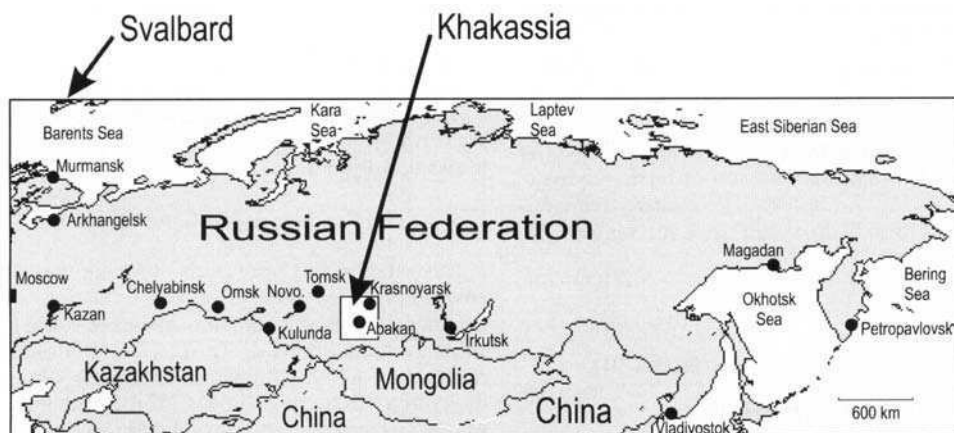 Svalbard
Khakassia
Kara
Sea
Laptev
Sea
East Siberian Sea
Barents Sea
Murmansk
Arkhangelsk
Russian Federation
Magadan
Bering
Sea
Moscow
Tomsk
Chelyabinsk
Omsk
Novo.
Krasnoyarsk
Okhotsk
Sea
Kazan
Kulunda
Abakan
Irkutsk
Petropavlovsk
Kazakhstan
Mongolia
China
China
600 km
Vladivostok